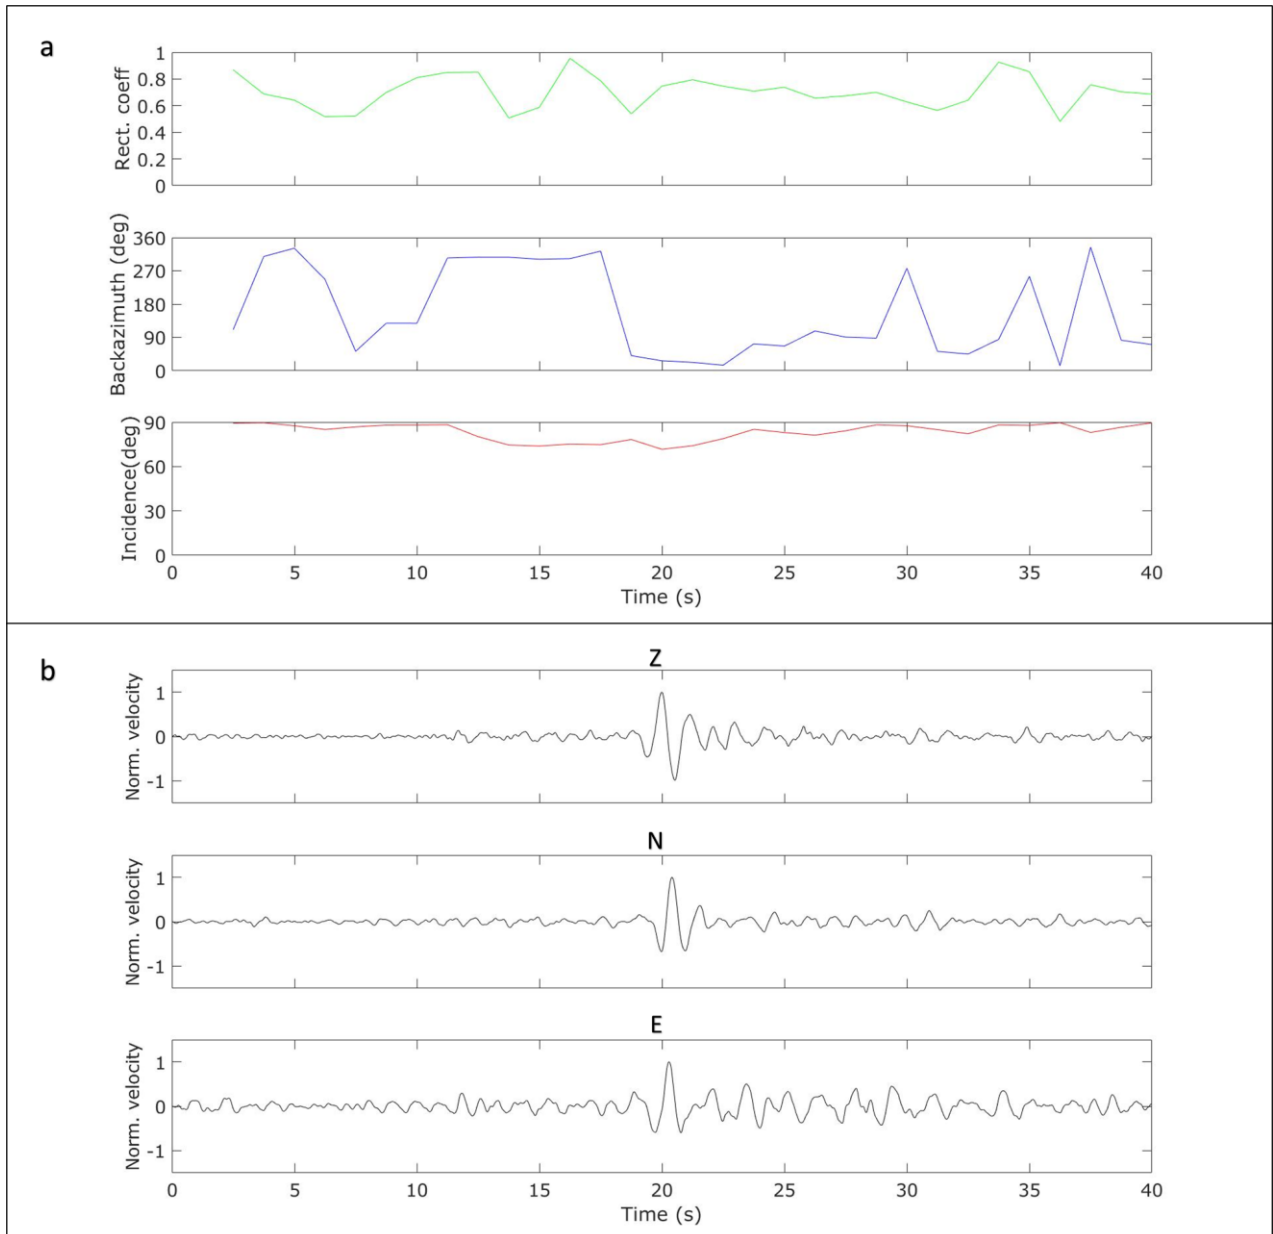 a
Rect. coeff
1
0.8
0.6
0.4
0.2
0
Backazimuth (deg)
360
270
180
90
0
Incidence(deg)
90
60
30
0
0 5 10 15 20 25 30 35 40
Time (s)
b
Z
Norm. velocity
1
0
-1
N
Norm. velocity
1
0
-1
E
Norm. velocity
1
0
-1
0 5 10 15 20 25 30 35 40
Time (s)